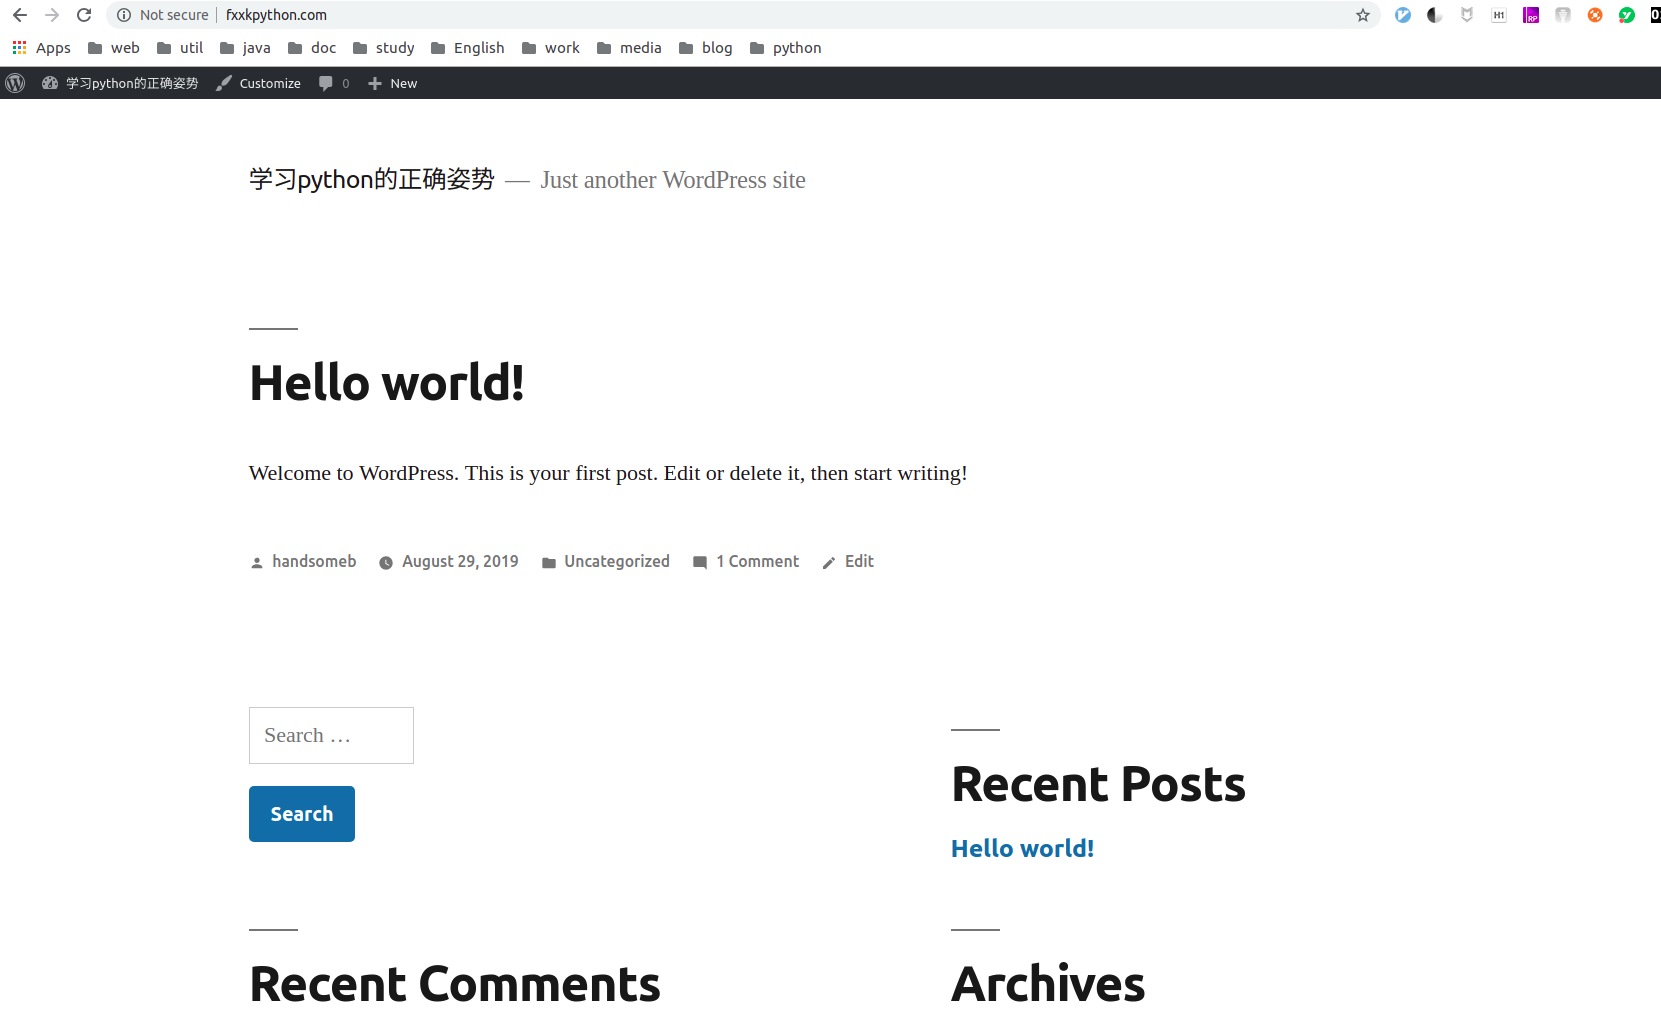 Not secure fxxkpython.com
H1
RP
Apps web util java doc study English work media blog python
学习python的正确姿势 Customize 0 New
学习python的正确姿势 — Just another WordPress site
Hello world!
Welcome to WordPress. This is your first post. Edit or delete it, then start writing!
handsomeb August 29, 2019 Uncategorized 1 Comment Edit
Search …
Search
Recent Posts
Hello world!
Recent Comments
Archives